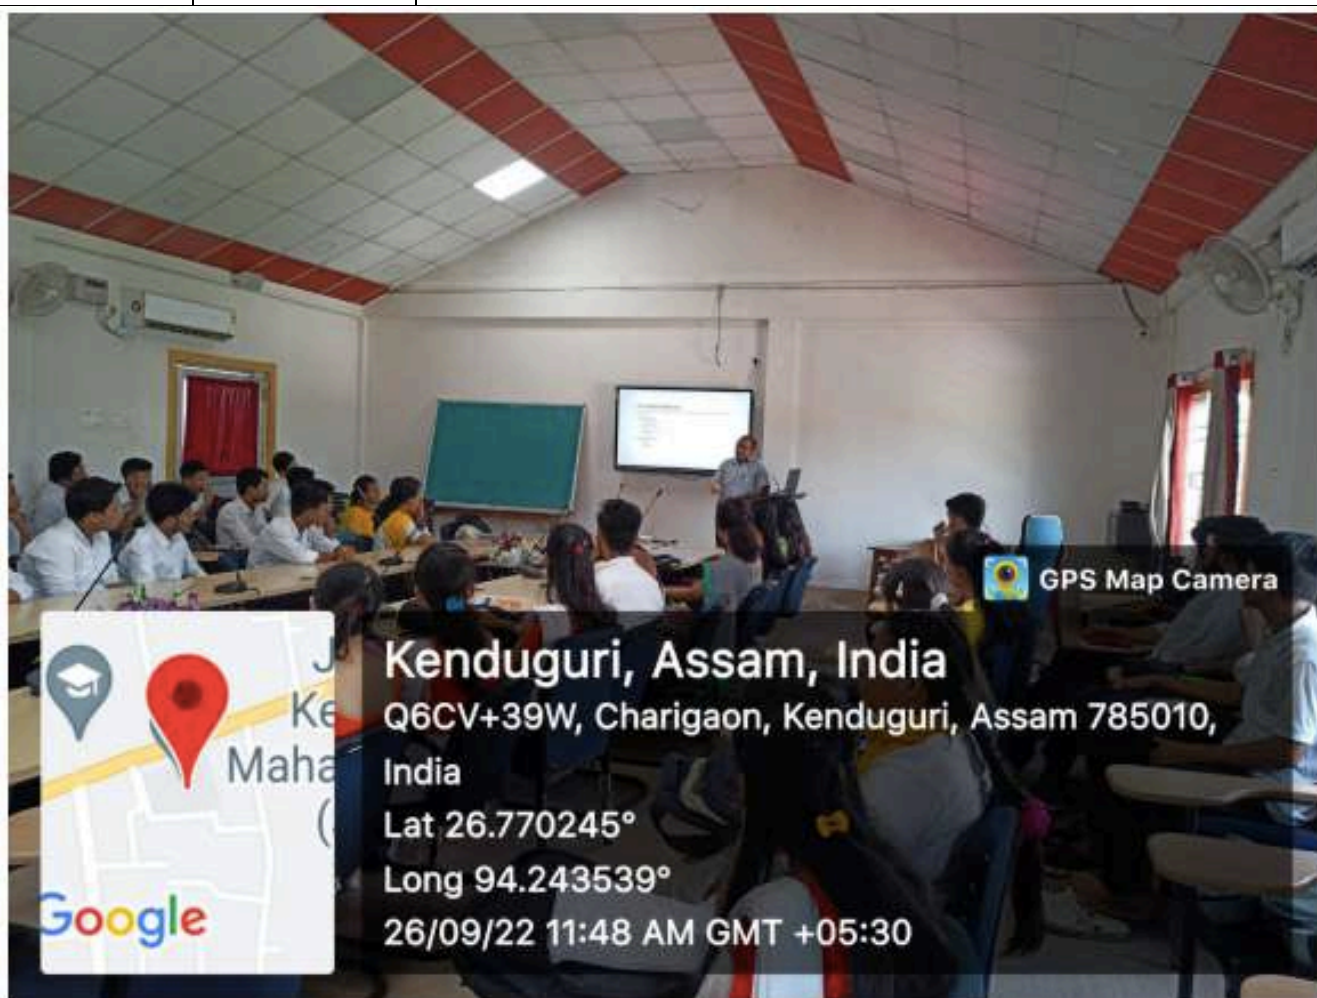 GPS Map Camera
Kenduguri, Assam, India
Q6CV+39W, Charigaon, Kenduguri, Assam 785010,
India
Lat 26.770245°
Long 94.243539°
26/09/22 11:48 AM GMT +05:30
J
Ke
Maha
(
Google